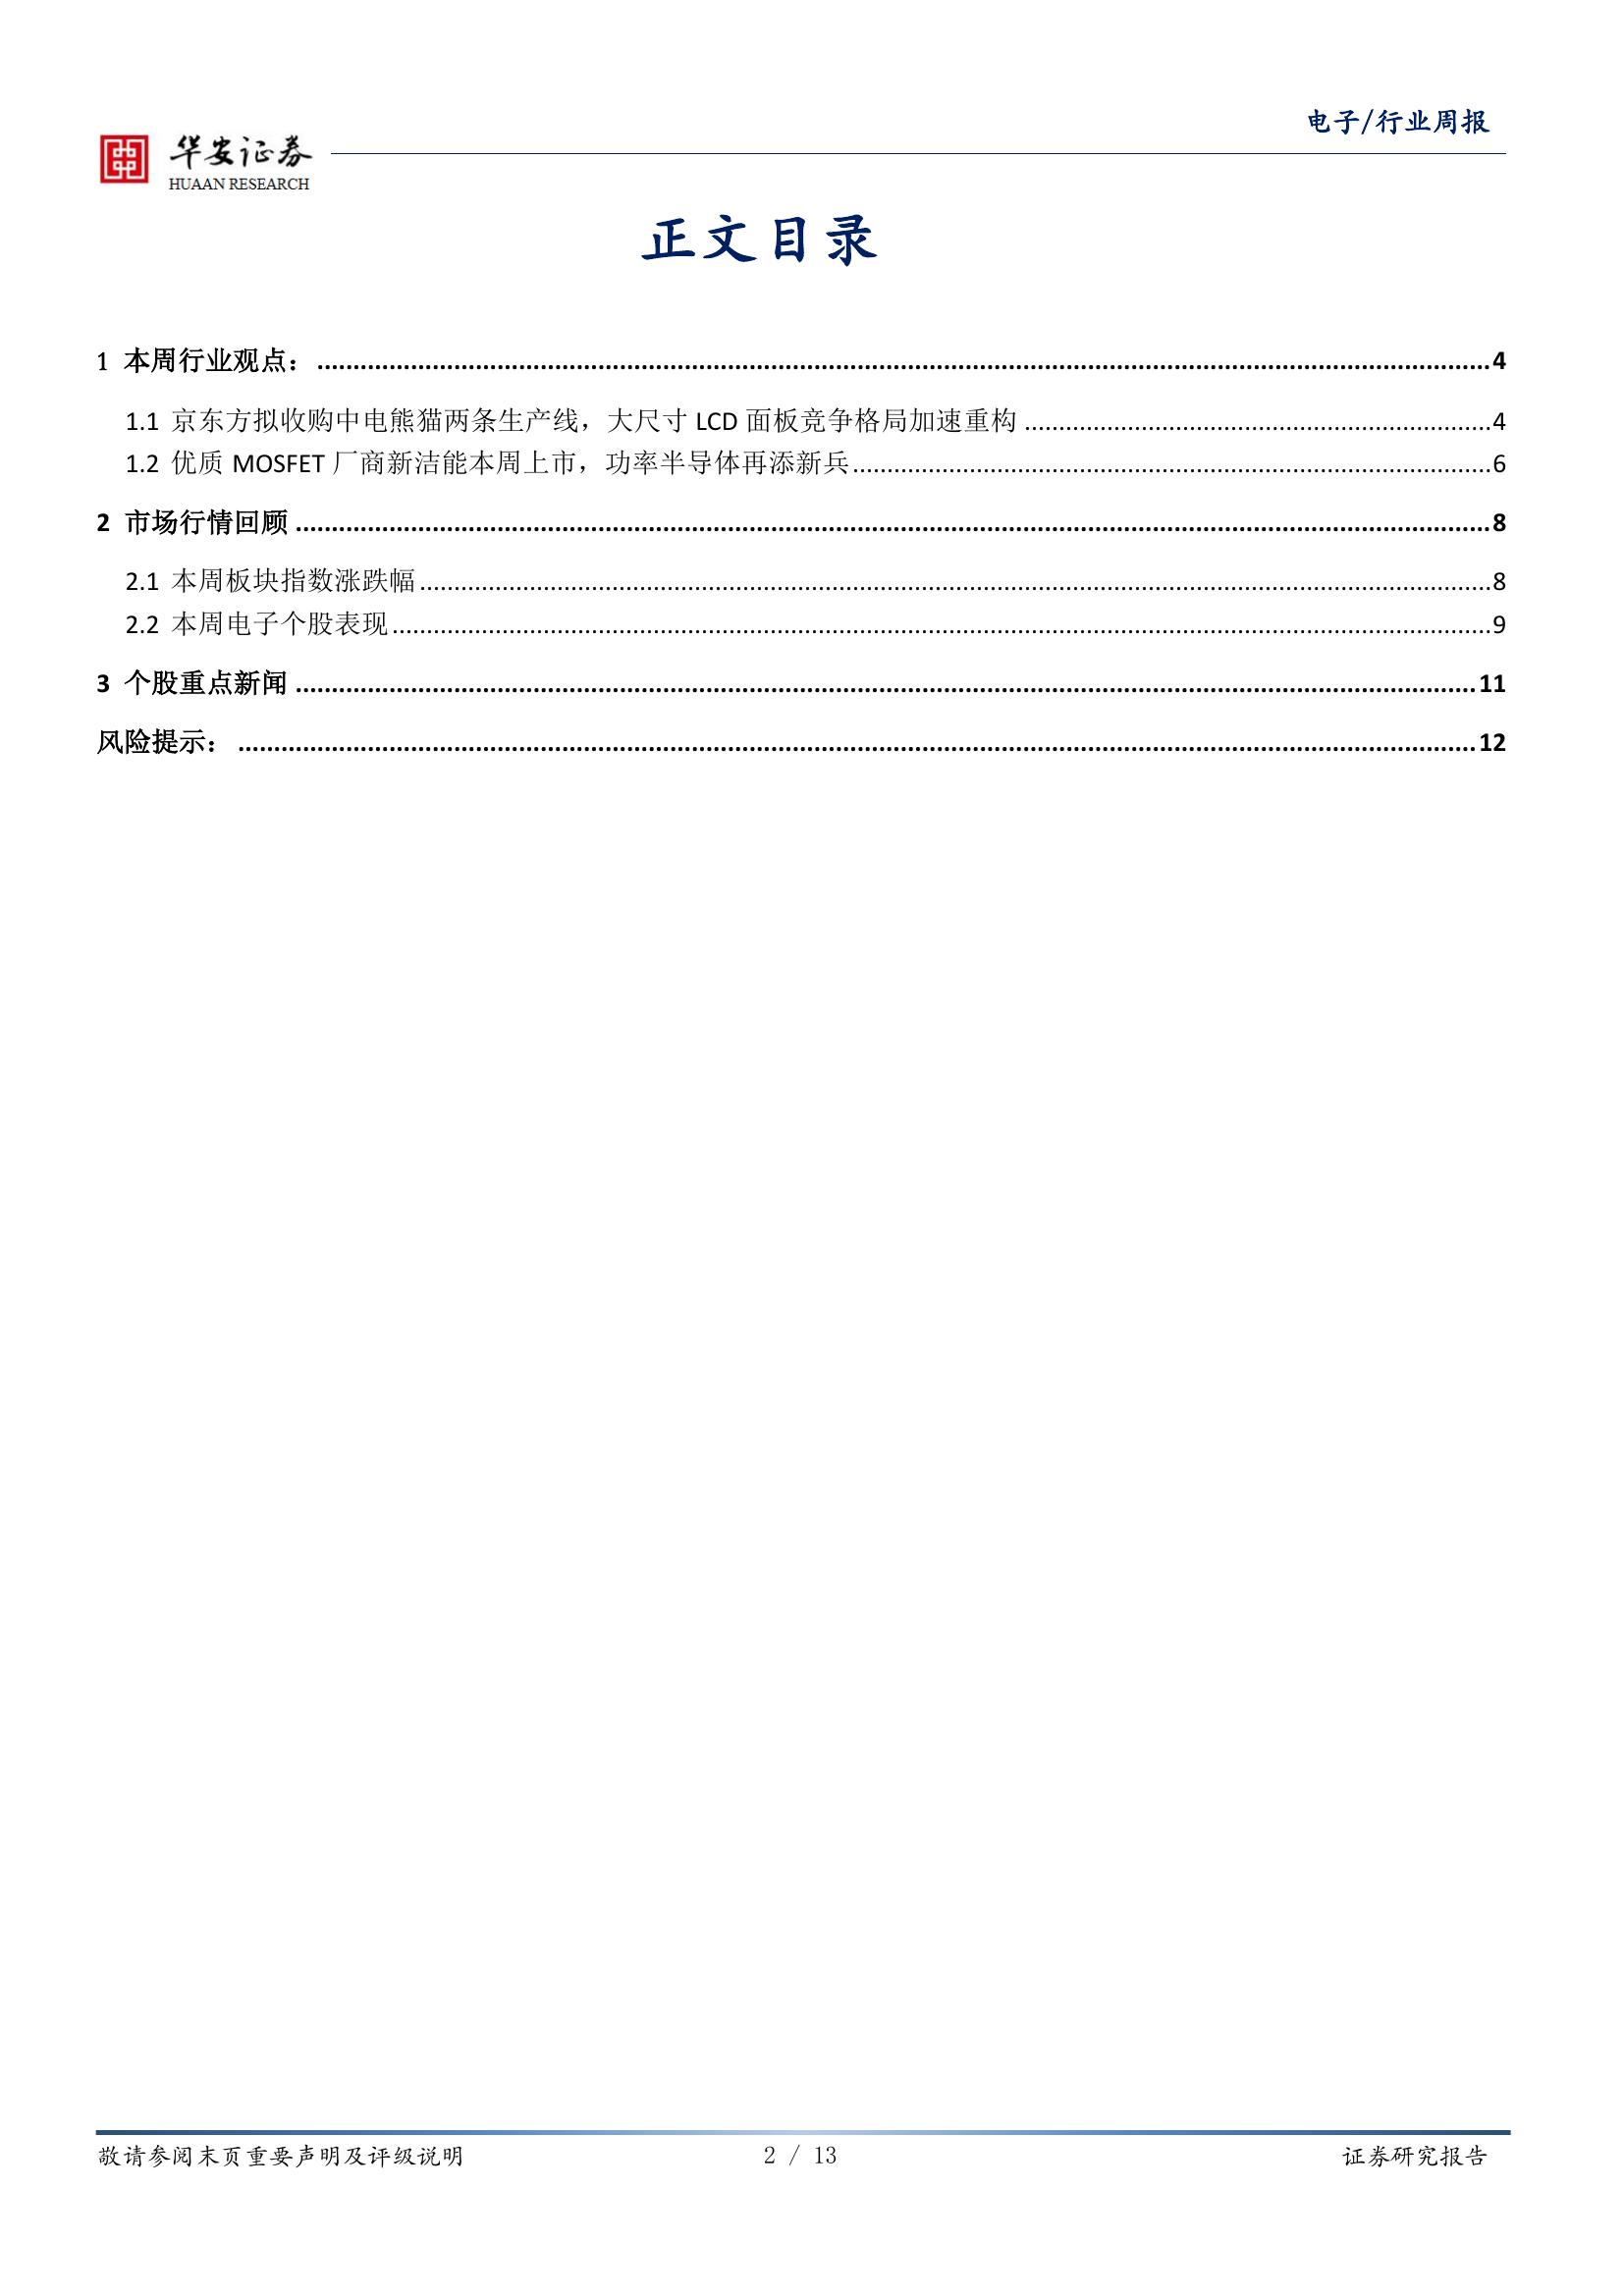 电子/行业周报
华安证券
HUAAN RESEARCH
正文目录
1 本周行业观点： ........................................ 4
1.1 京东方拟收购中电熊猫两条生产线，大尺寸 LCD 面板竞争格局加速重构 ........................................ 4
1.2 优质 MOSFET 厂商新洁能本周上市，功率半导体再添新兵 ........................................ 6
2 市场行情回顾 ........................................ 8
2.1 本周板块指数涨跌幅 ........................................ 8
2.2 本周电子个股表现 ........................................ 9
3 个股重点新闻 ........................................ 11
风险提示： ........................................ 12
敬请参阅末页重要声明及评级说明 2 / 13 证券研究报告